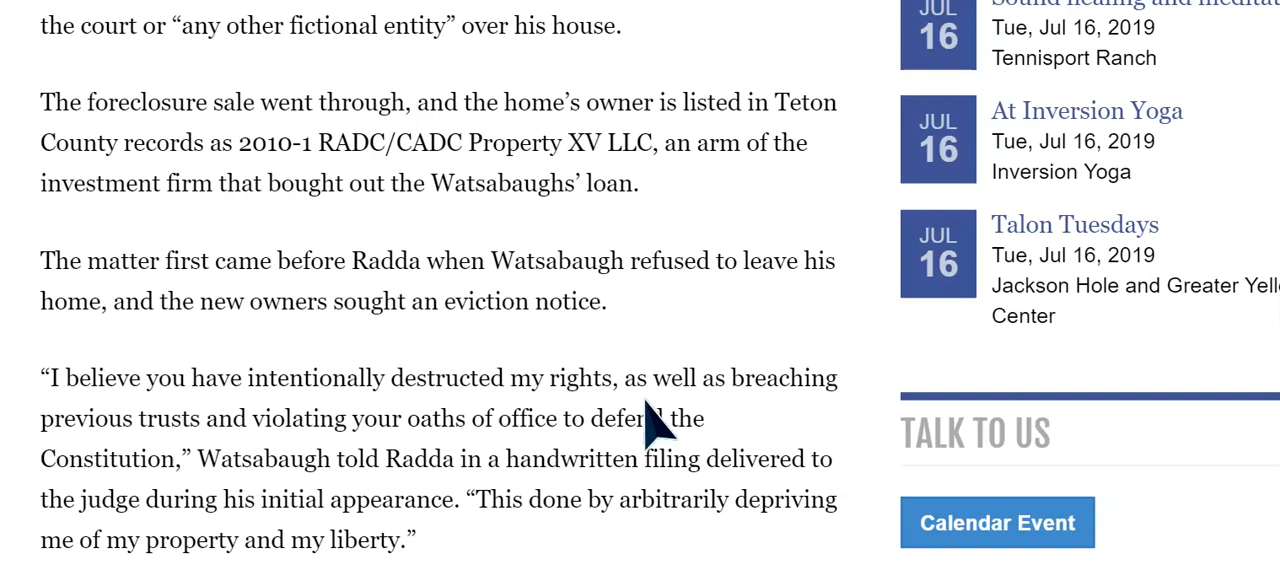 the court or “any other fictional entity” over his house.
The foreclosure sale went through, and the home’s owner is listed in Teton
County records as 2010-1 RADC/CADC Property XV LLC, an arm of the
investment firm that bought out the Watsabaughs’ loan.
The matter first came before Radda when Watsabaugh refused to leave his
home, and the new owners sought an eviction notice.
“I believe you have intentionally destructed my rights, as well as breaching
previous trusts and violating your oaths of office to defend the
Constitution,” Watsabaugh told Radda in a handwritten filing delivered to
the judge during his initial appearance. “This done by arbitrarily depriving
me of my property and my liberty.”
JUL
16
Sound healing and
Tue, Jul 16, 2019
Tennisport Ranch
JUL
16
At Inversion Yoga
Tue, Jul 16, 2019
Inversion Yoga
JUL
16
Talon Tuesdays
Tue, Jul 16, 2019
Jackson Hole and Greater
Center
TALK TO US
Calendar Event